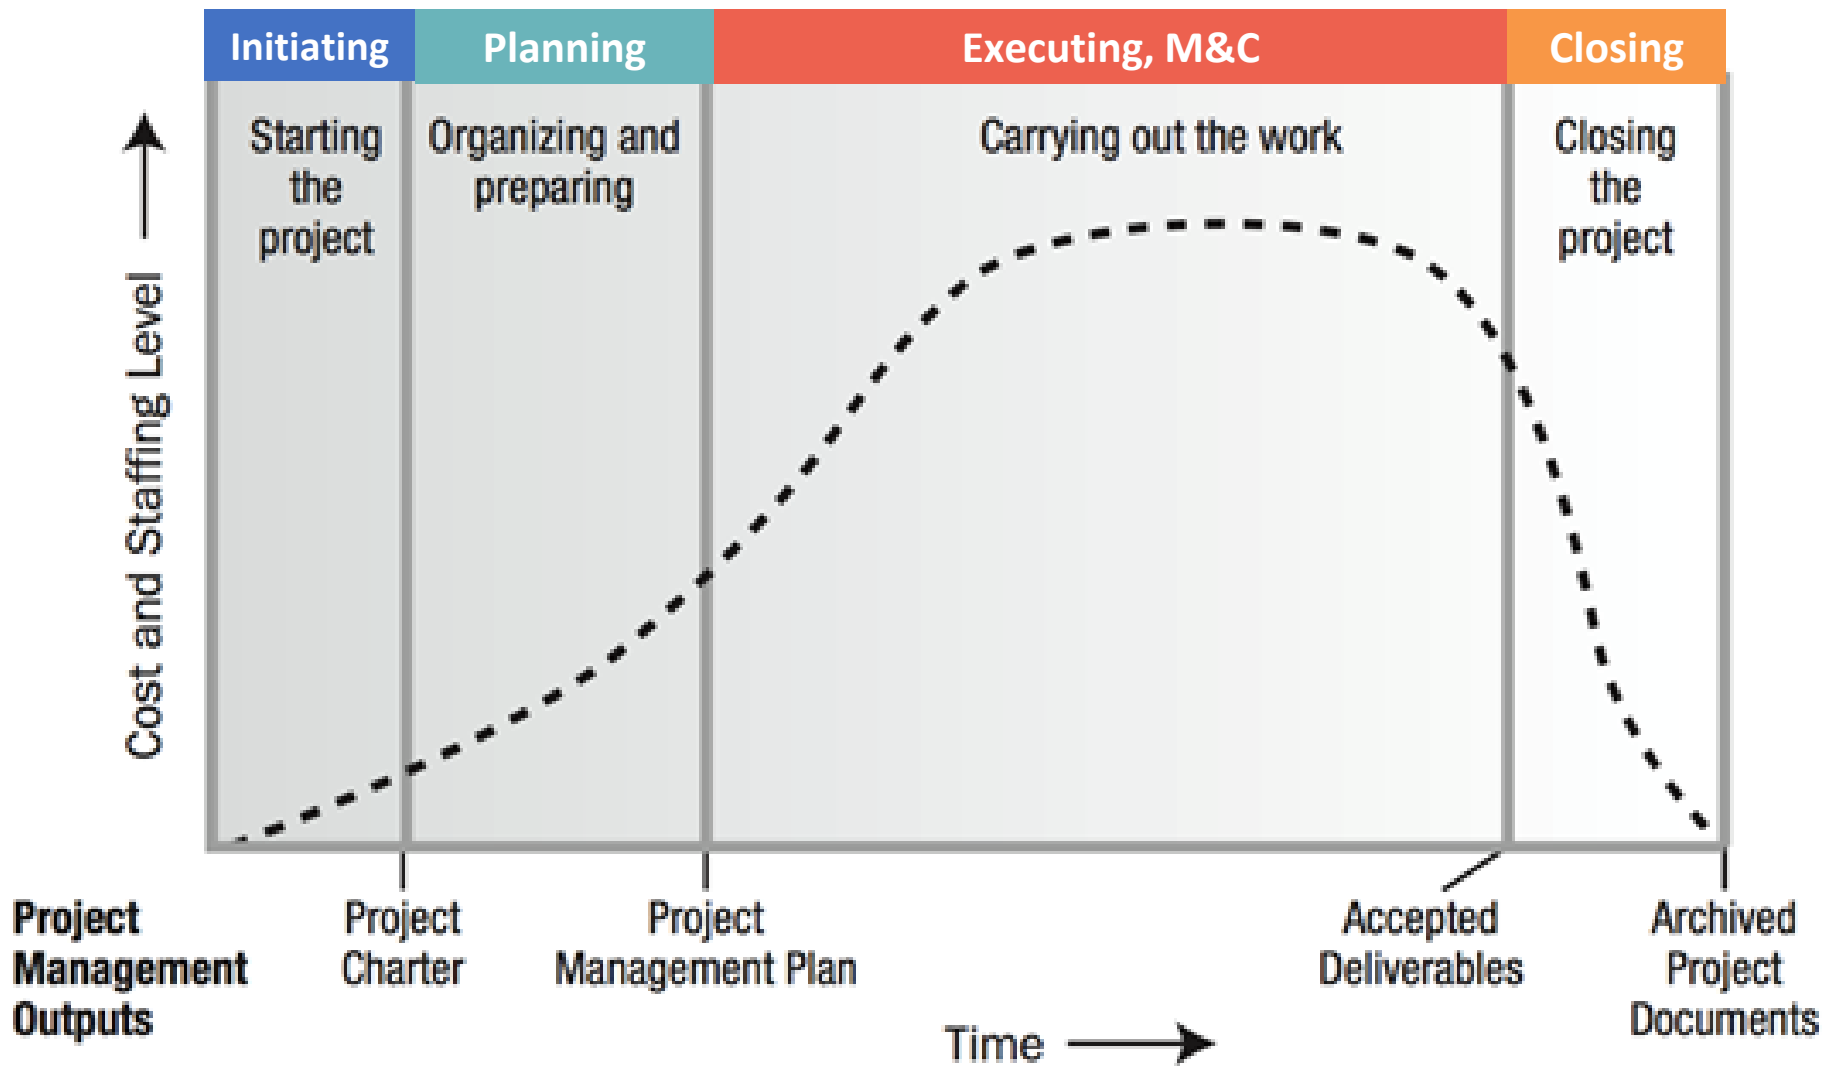 Initiating
Planning
Executing, M&C
Closing
Starting
the
project
Organizing and
preparing
Carrying out the work
Closing
the
project
Cost and Staffing Level
Project
Management
Outputs
Project
Charter
Project
Management Plan
Accepted
Deliverables
Archived
Project
Documents
Time